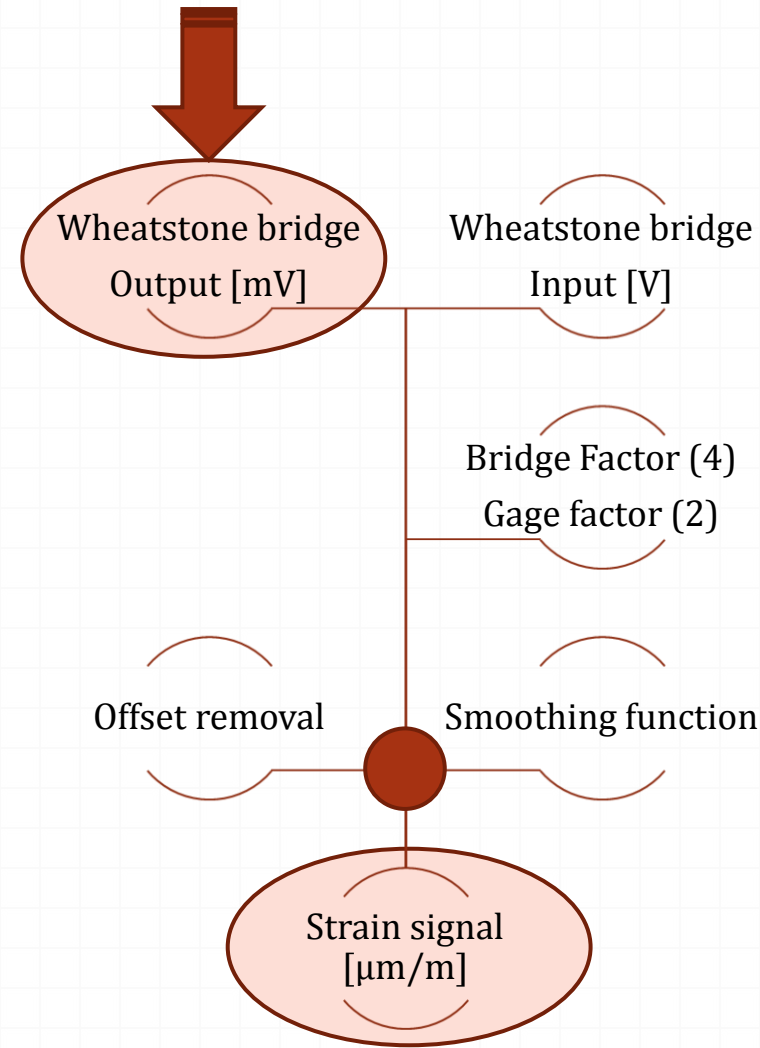 Wheatstone bridge
Output [mV]
Wheatstone bridge
Input [V]
Bridge Factor (4)
Gage factor (2)
Offset removal
Smoothing function
Strain signal
[μm/m]